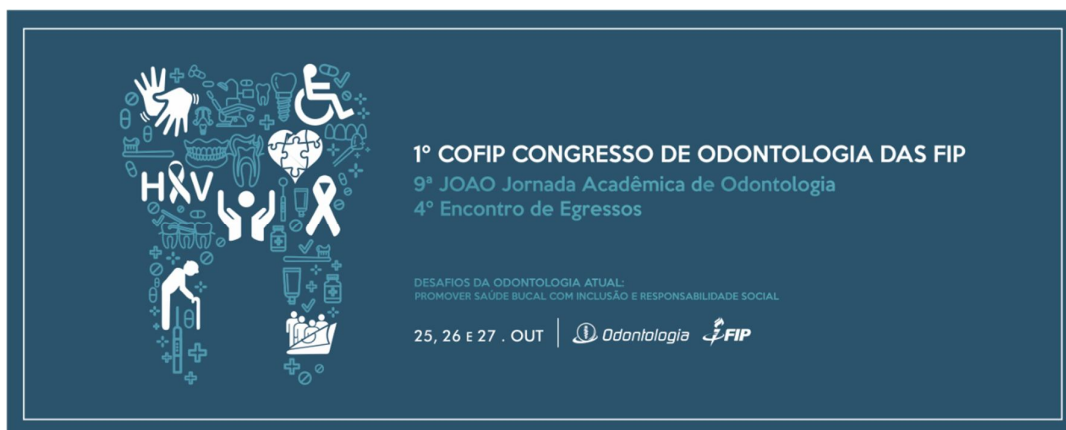 HIV
1º COFIP CONGRESSO DE ODONTOLOGIA DAS FIP
9ª JOAO Jornada Acadêmica de Odontologia
4º Encontro de Egressos
DESAFIOS DA ODONTOLOGIA ATUAL:
PROMOVER SAÚDE BUCAL COM INCLUSÃO E RESPONSABILIDADE SOCIAL
25, 26 E 27 . OUT
Odontologia
FIP